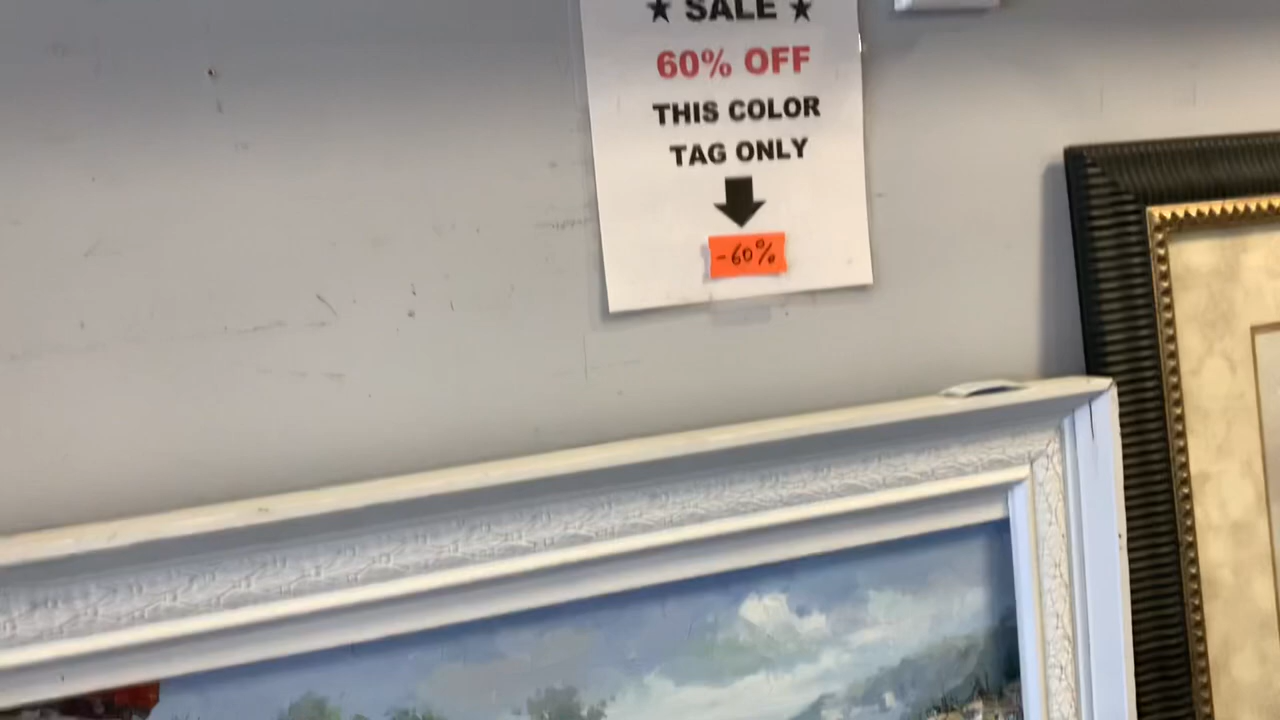 ★ SALE ★
60% OFF
THIS COLOR
TAG ONLY
-60%